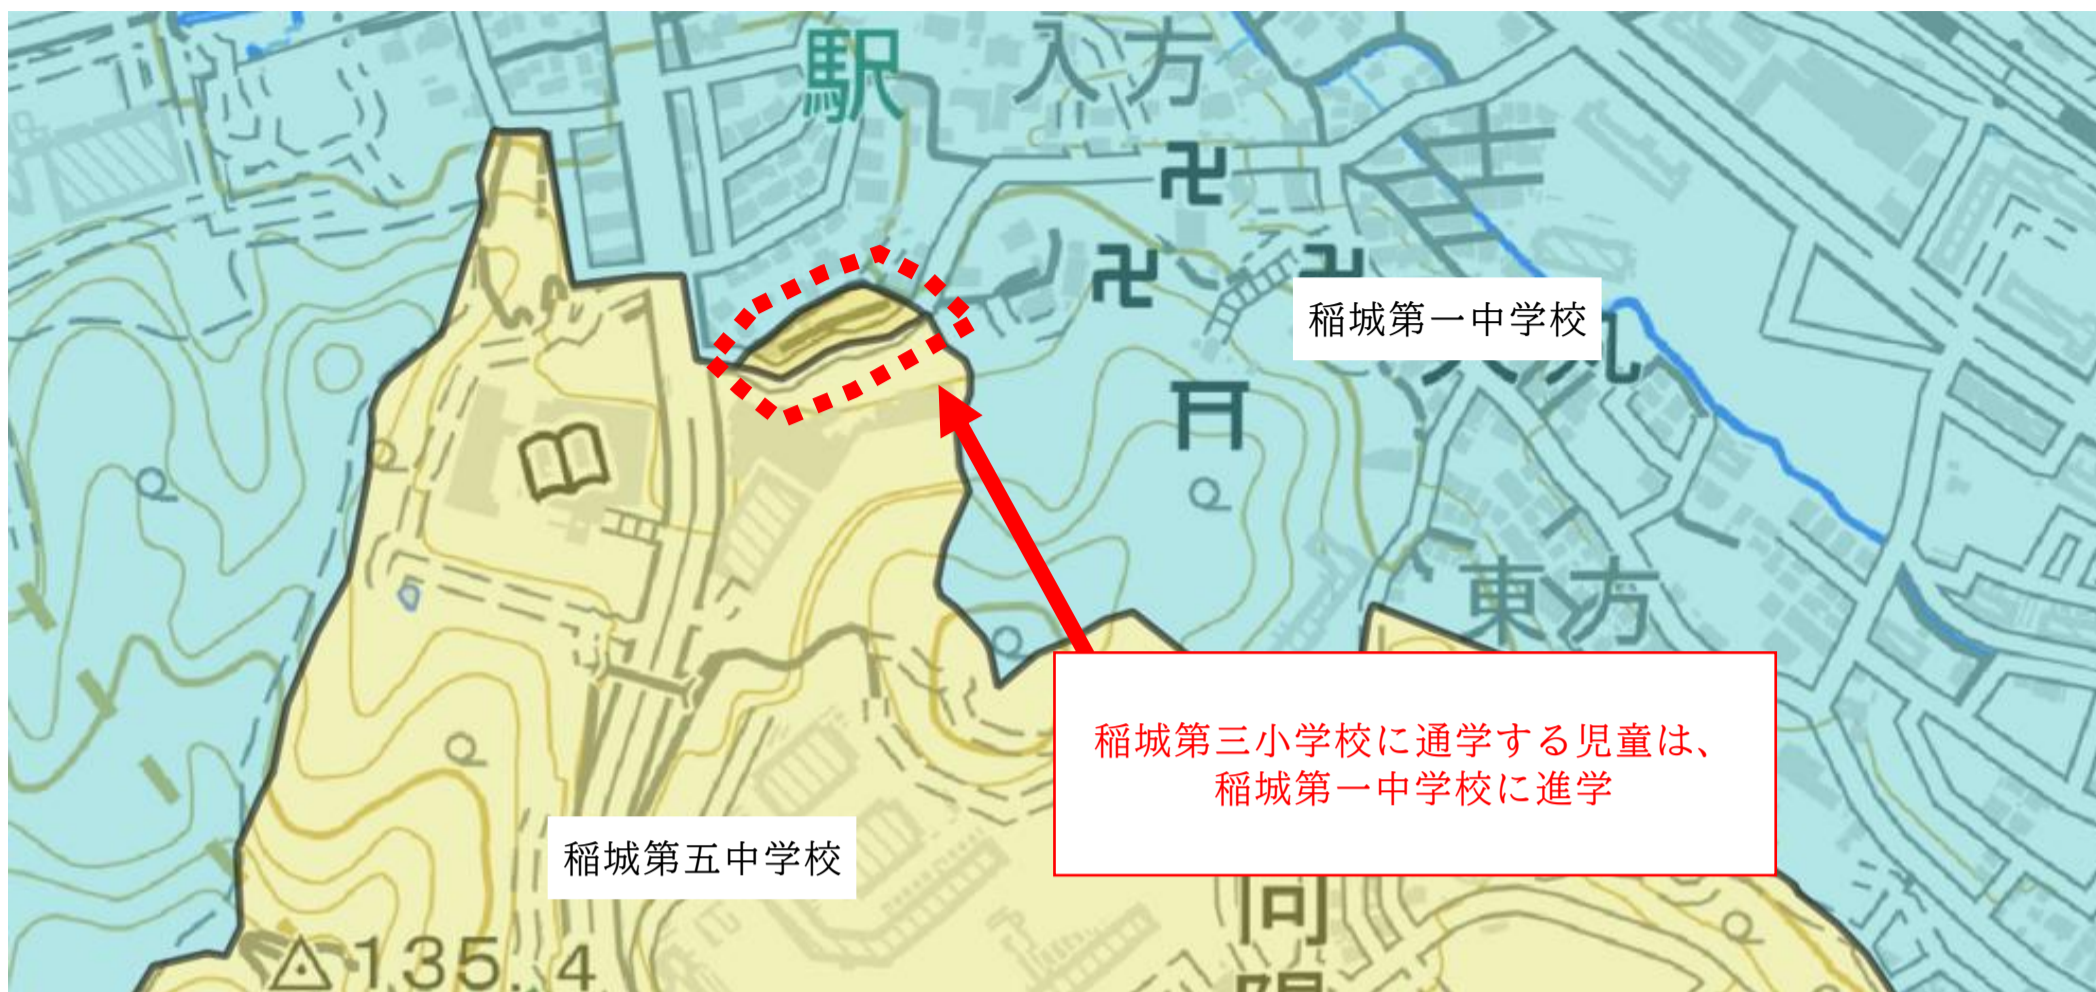 駅
入方
稲城第一中学校
東方
稲城第三小学校に通学する児童は、
稲城第一中学校に進学
稲城第五中学校
向
135.4